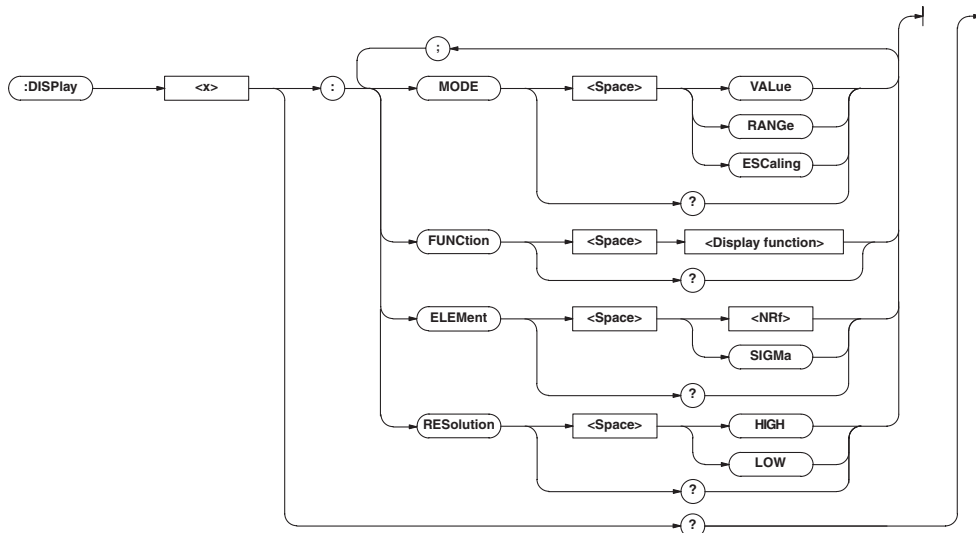 ;
:DISPlay <x> : MODE <Space> VALue
RANGe
ESCaling
?
FUNCtion <Space> <Display function>
?
ELEMent <Space> <NRf>
SIGMa
?
RESolution <Space> HIGH
LOW
?
?